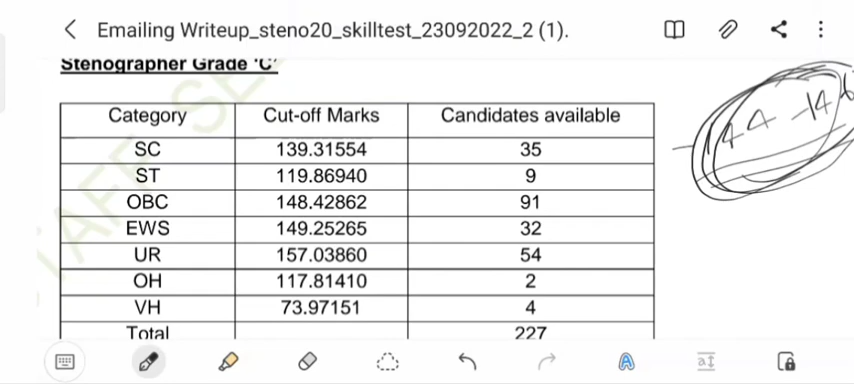 Emailing Writeup_steno20_skilltest_23092022_2 (1).
Stenographer Grade 'C'
Category Cut-off Marks Candidates available
SC 139.31554 35
ST 119.86940 9
OBC 148.42862 91
EWS 149.25265 32
UR 157.03860 54
OH 117.81410 2
VH 73.97151 4
Total 227